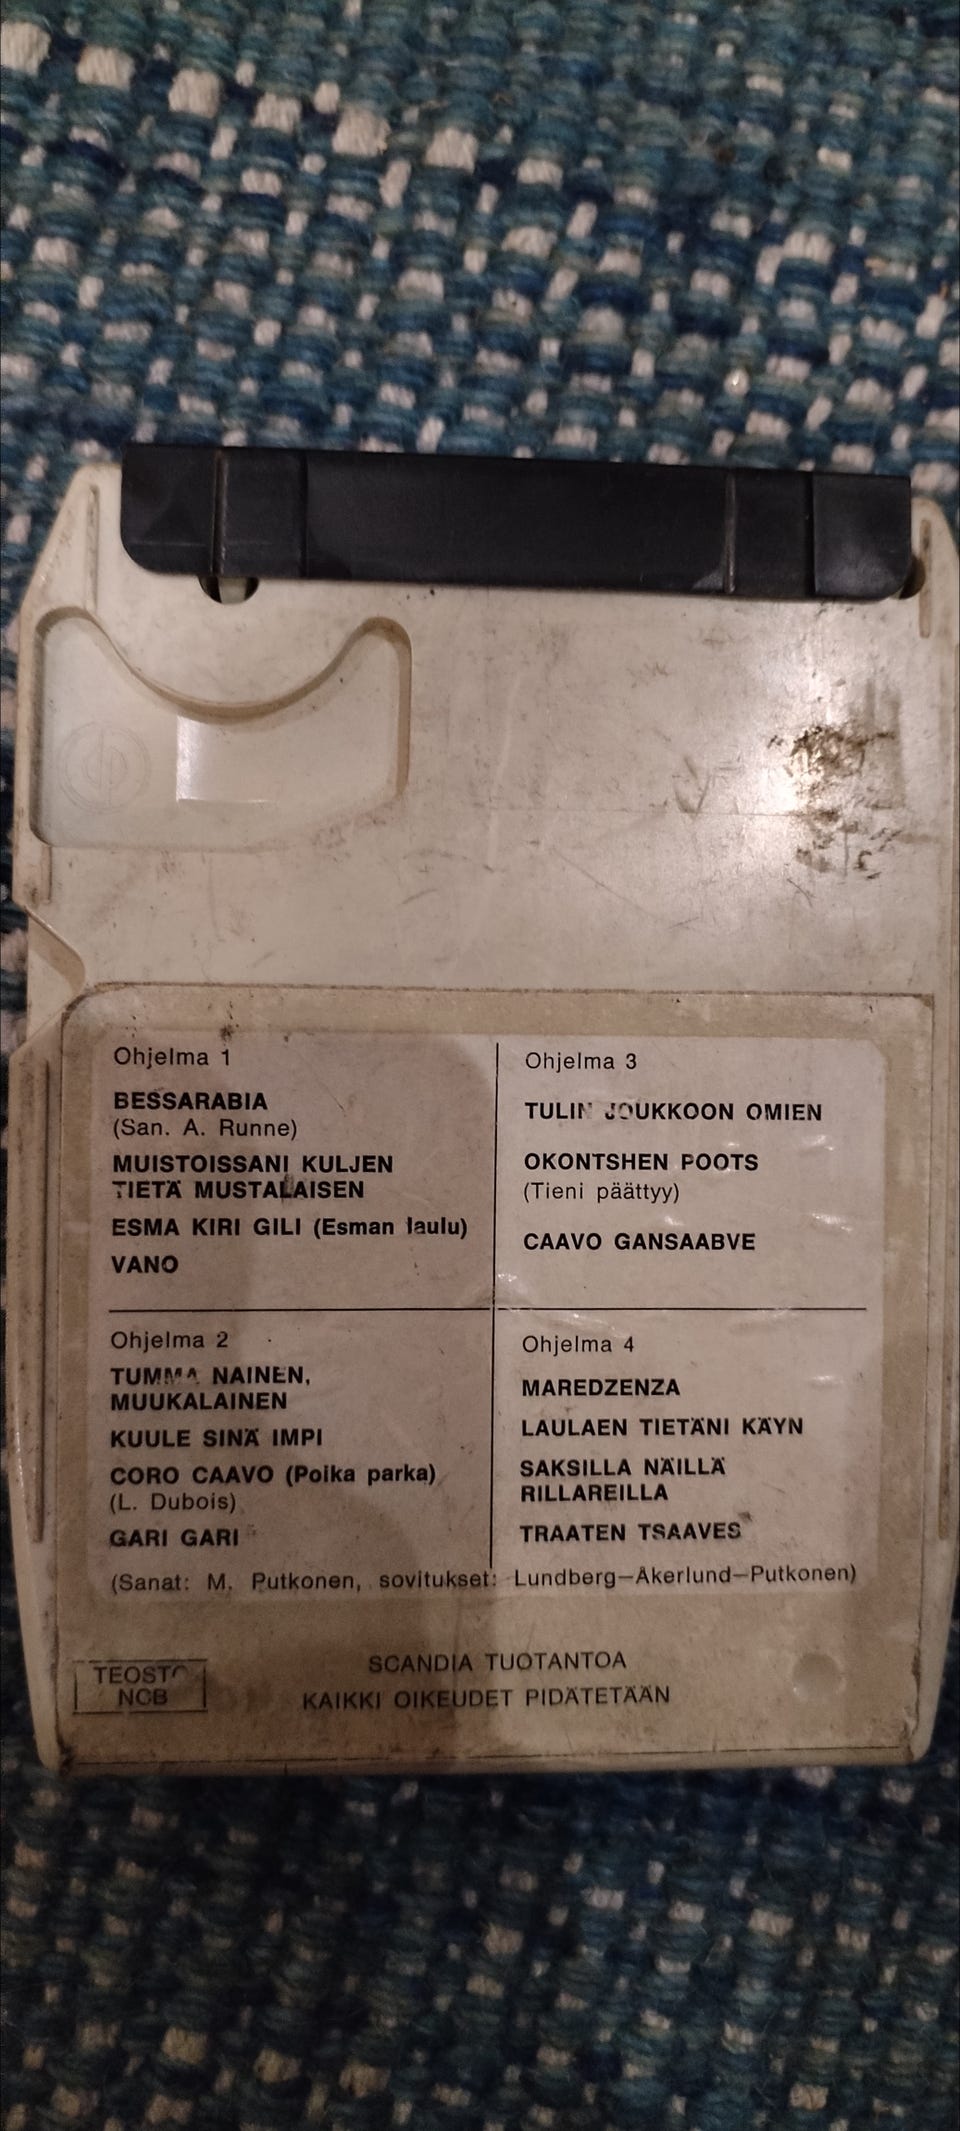 Ohjelma 1
BESSARABIA
(San. A. Runne)
MUISTOISSANI KULJEN
TIETÄ MUSTALAISEN
ESMA KIRI GILI (Esman laulu)
VANO
Ohjelma 2
TUMMA NAINEN,
MUUKALAINEN
KUULE SINÄ IMPI
CORO CAAVO (Poika parka)
(L. Dubois)
GARI GARI
Ohjelma 3
TULIN JOUKKOON OMIEN
OKONTSHEN POOTS
(Tieni päättyy)
CAAVO GANSAABVE
Ohjelma 4
MAREDZENZA
LAULAEN TIETÄNI KÄYN
SAKSILLA NÄILLÄ
RILLAREILLA
TRAATEN TSAAVES
(Sanat: M. Putkonen, sovitukset: Lundberg—Åkerlund—Putkonen)
TEOSTO
NCB
SCANDIA TUOTANTOA
KAIKKI OIKEUDET PIDÄTETÄÄN